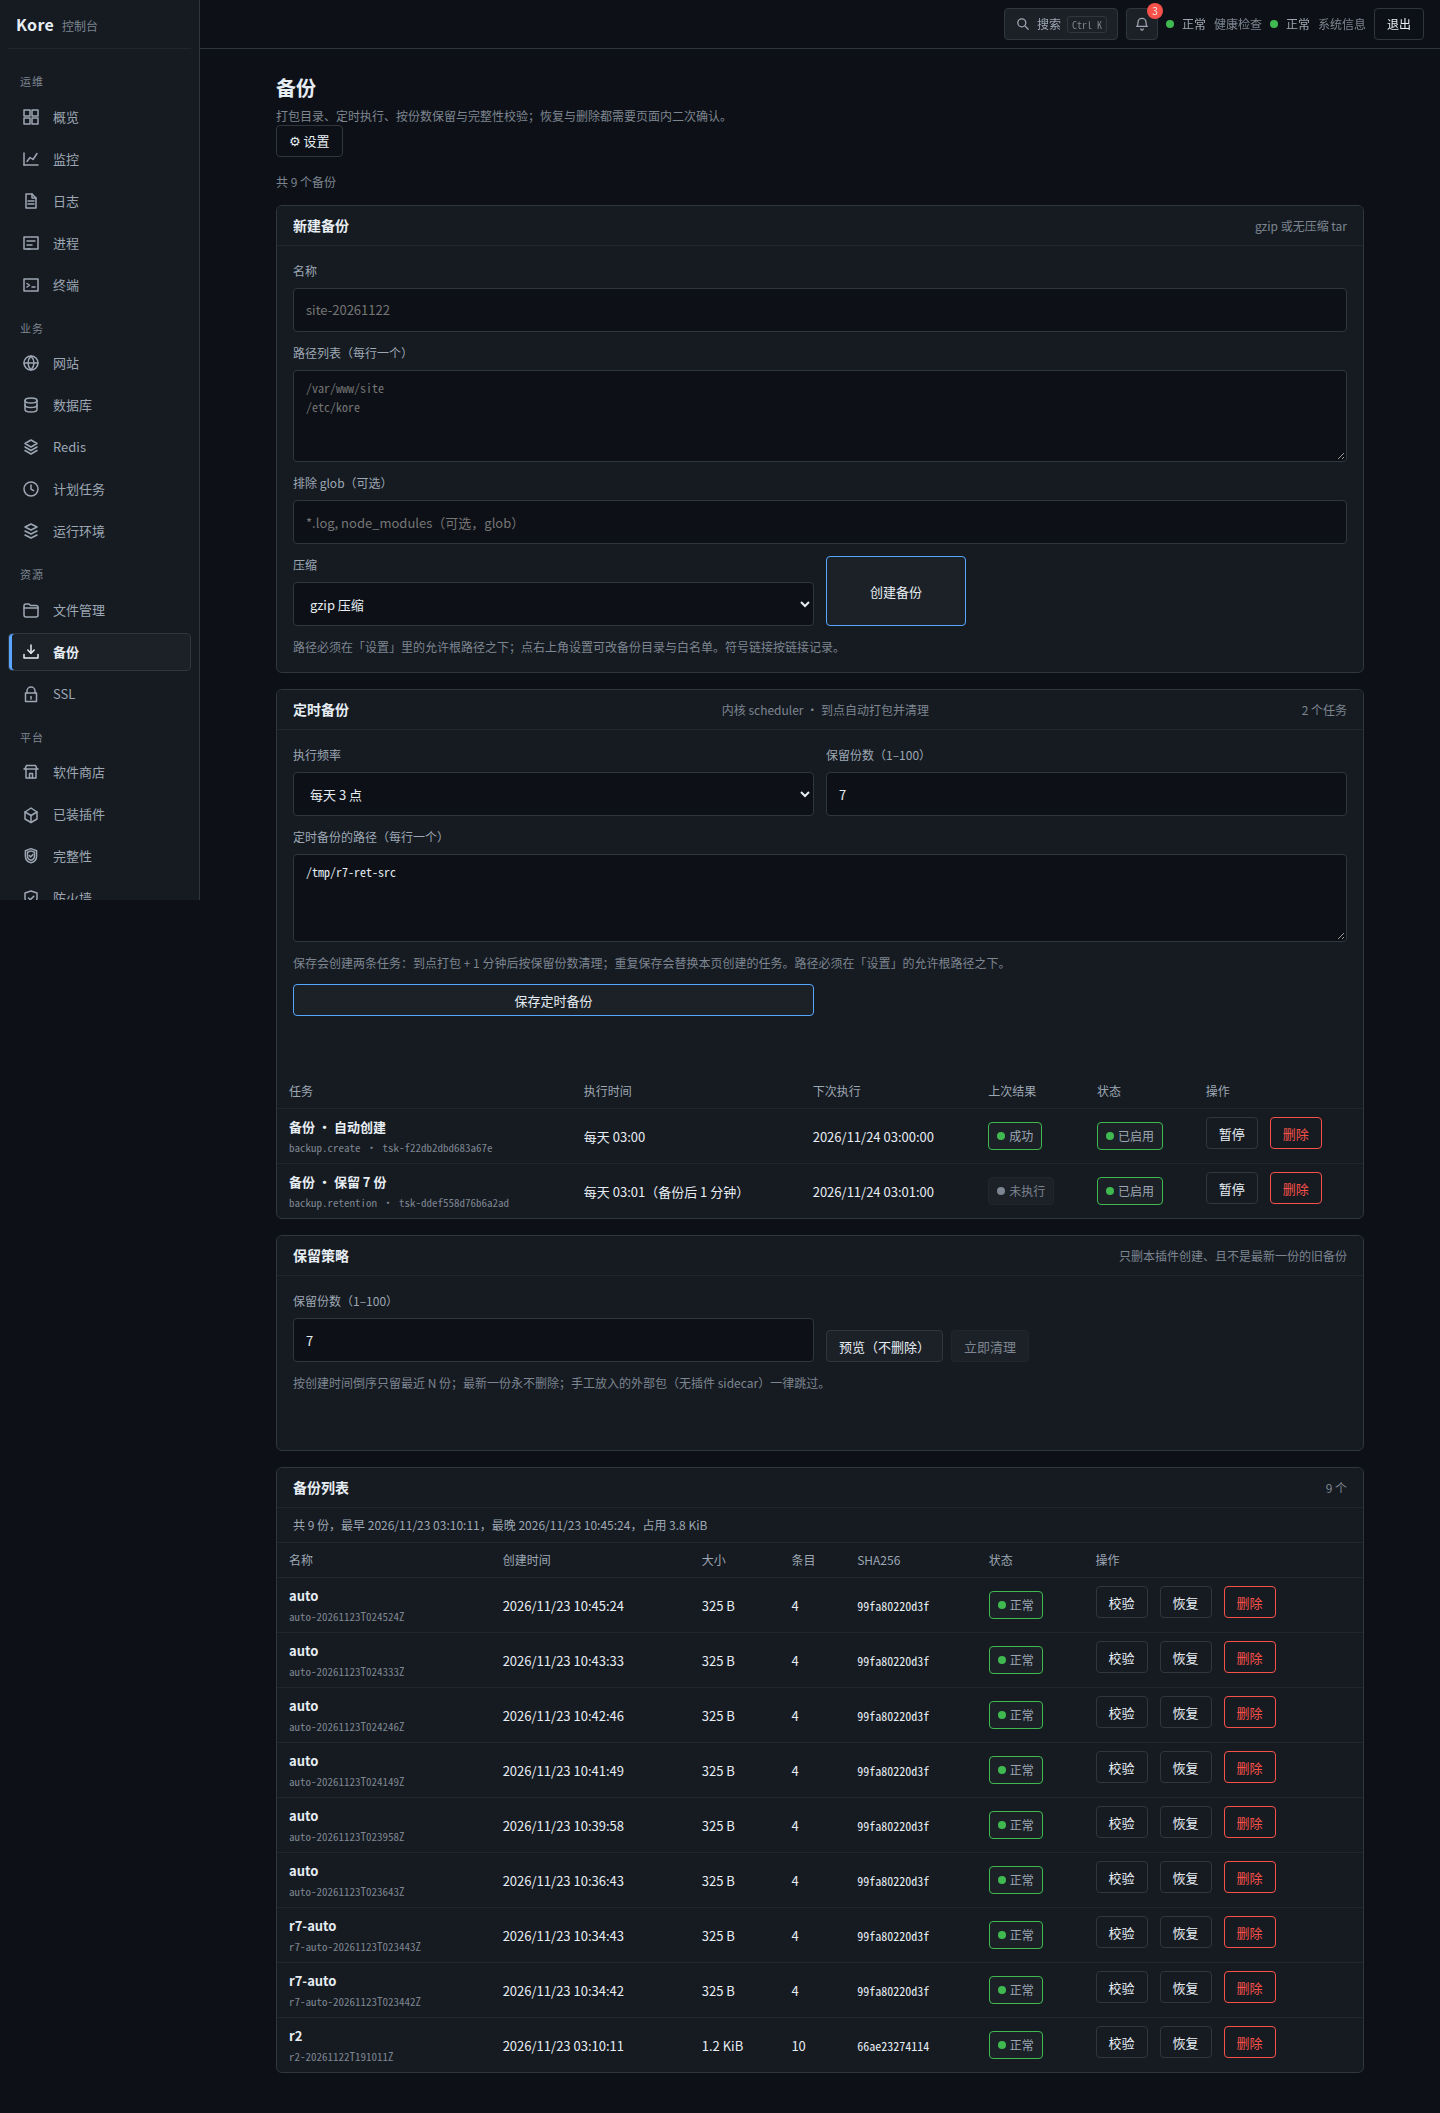 Kore 控制台
搜索 Ctrl K
3
正常 健康检查
正常 系统信息
退出
运维
概览
监控
日志
进程
终端
业务
网站
数据库
Redis
计划任务
运行环境
资源
文件管理
备份
SSL
平台
软件商店
已装插件
完整性
防火墙
备份
打包目录、定时执行、按份数保留与完整性校验；恢复与删除都需要页面内二次确认。
⚙ 设置
共 9 个备份
新建备份
gzip 或无压缩 tar
名称
site-20261122
路径列表（每行一个）
/var/www/site
/etc/kore
排除 glob（可选）
*.log, node_modules（可选，glob）
压缩
gzip 压缩
创建备份
路径必须在「设置」里的允许根路径之下；点右上角设置可改备份目录与白名单。符号链接按链接记录。
定时备份
内核 scheduler · 到点自动打包并清理
2 个任务
执行频率
保留份数（1–100）
每天 3 点
7
定时备份的路径（每行一个）
/tmp/r7-ret-src
保存会创建两条任务：到点打包 + 1 分钟后按保留份数清理；重复保存会替换本页创建的任务。路径必须在「设置」的允许根路径之下。
保存定时备份
任务 执行时间 下次执行 上次结果 状态 操作
备份 · 自动创建
backup.create · tsk-f22db2dbd683a67e
每天 03:00 2026/11/24 03:00:00 成功 已启用 暂停 删除
备份 · 保留 7 份
backup.retention · tsk-ddef558d76b6a2ad
每天 03:01（备份后 1 分钟） 2026/11/24 03:01:00 未执行 已启用 暂停 删除
保留策略
只删本插件创建、且不是最新一份的旧备份
保留份数（1–100）
7
预览（不删除） 立即清理
按创建时间倒序只留最近 N 份；最新一份永不删除；手工放入的外部包（无插件 sidecar）一律跳过。
备份列表
9 个
共 9 份，最早 2026/11/23 03:10:11，最晚 2026/11/23 10:45:24，占用 3.8 KiB
名称 创建时间 大小 条目 SHA256 状态 操作
auto
auto-20261123T024524Z
2026/11/23 10:45:24 325 B 4 99fa80220d3f 正常 校验 恢复 删除
auto
auto-20261123T024333Z
2026/11/23 10:43:33 325 B 4 99fa80220d3f 正常 校验 恢复 删除
auto
auto-20261123T024246Z
2026/11/23 10:42:46 325 B 4 99fa80220d3f 正常 校验 恢复 删除
auto
auto-20261123T024149Z
2026/11/23 10:41:49 325 B 4 99fa80220d3f 正常 校验 恢复 删除
auto
auto-20261123T023958Z
2026/11/23 10:39:58 325 B 4 99fa80220d3f 正常 校验 恢复 删除
auto
auto-20261123T023643Z
2026/11/23 10:36:43 325 B 4 99fa80220d3f 正常 校验 恢复 删除
r7-auto
r7-auto-20261123T023443Z
2026/11/23 10:34:43 325 B 4 99fa80220d3f 正常 校验 恢复 删除
r7-auto
r7-auto-20261123T023442Z
2026/11/23 10:34:42 325 B 4 99fa80220d3f 正常 校验 恢复 删除
r2
r2-20261122T191011Z
2026/11/23 03:10:11 1.2 KiB 10 66ae23274114 正常 校验 恢复 删除